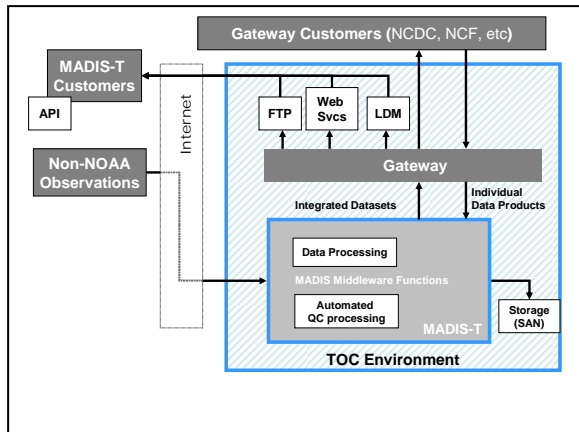 Gateway Customers (NCDC, NCF, etc)
MADIS-T
Customers
API
Internet
FTP
Web
Svcs
LDM
Non-NOAA
Observations
Gateway
Integrated Datasets
Individual
Data Products
Data Processing
MADIS Middleware Functions
Automated
QC processing
MADIS-T
Storage
(SAN)
TOC Environment